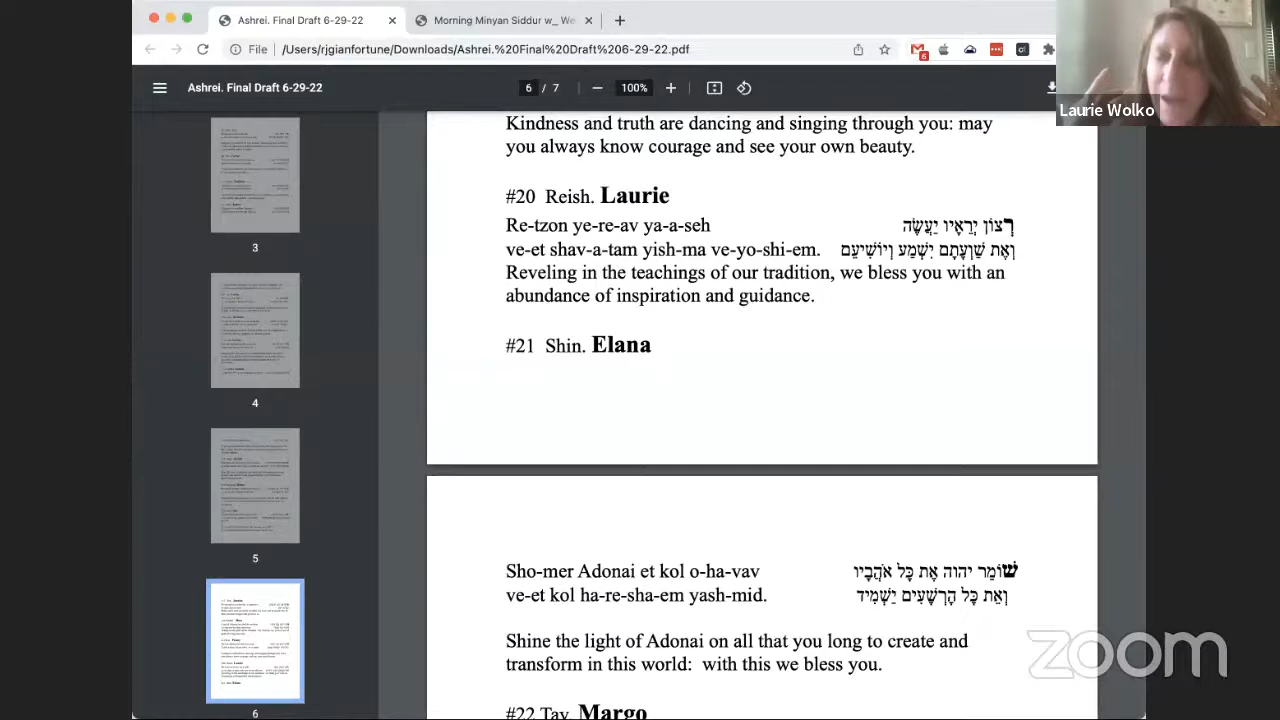 Ashrei. Final Draft 6-29-22
Morning Minyan Siddur w_ We
File /Users/rjgianfortune/Downloads/Ashrei.%20Final%20Draft%206-29-22.pdf
6
Ashrei. Final Draft 6-29-22
6 / 7
100%
Laurie Wolko
Kindness and truth are dancing and singing through you: may
you always know courage and see your own beauty.
#20 Reish. Laurie
Re-tzon ye-re-av ya-a-seh רְצוֹן יְרֵאָיו יַעֲשֶׂה
ve-et shav-a-tam yish-ma ve-yo-shi-em. וְאֶת שַׁוְעָתָם יִשְׁמַע וְיוֹשִׁיעֵם
Reveling in the teachings of our tradition, we bless you with an
abundance of inspiration and guidance.
#21 Shin. Elana
Sho-mer Adonai et kol o-ha-vav שׁוֹמֵר יהוה אֶת כָּל אֹהֲבָיו
ve-et kol ha-re-sha-em yash-mid. וְאֵת כָּל הָרְשָׁעִים יַשְׁמִיד
Shine the light of Adonai on all that you long to create and
transform in this world: with this we bless you.
#22 Tav. Margo
3
4
5
6
zoom